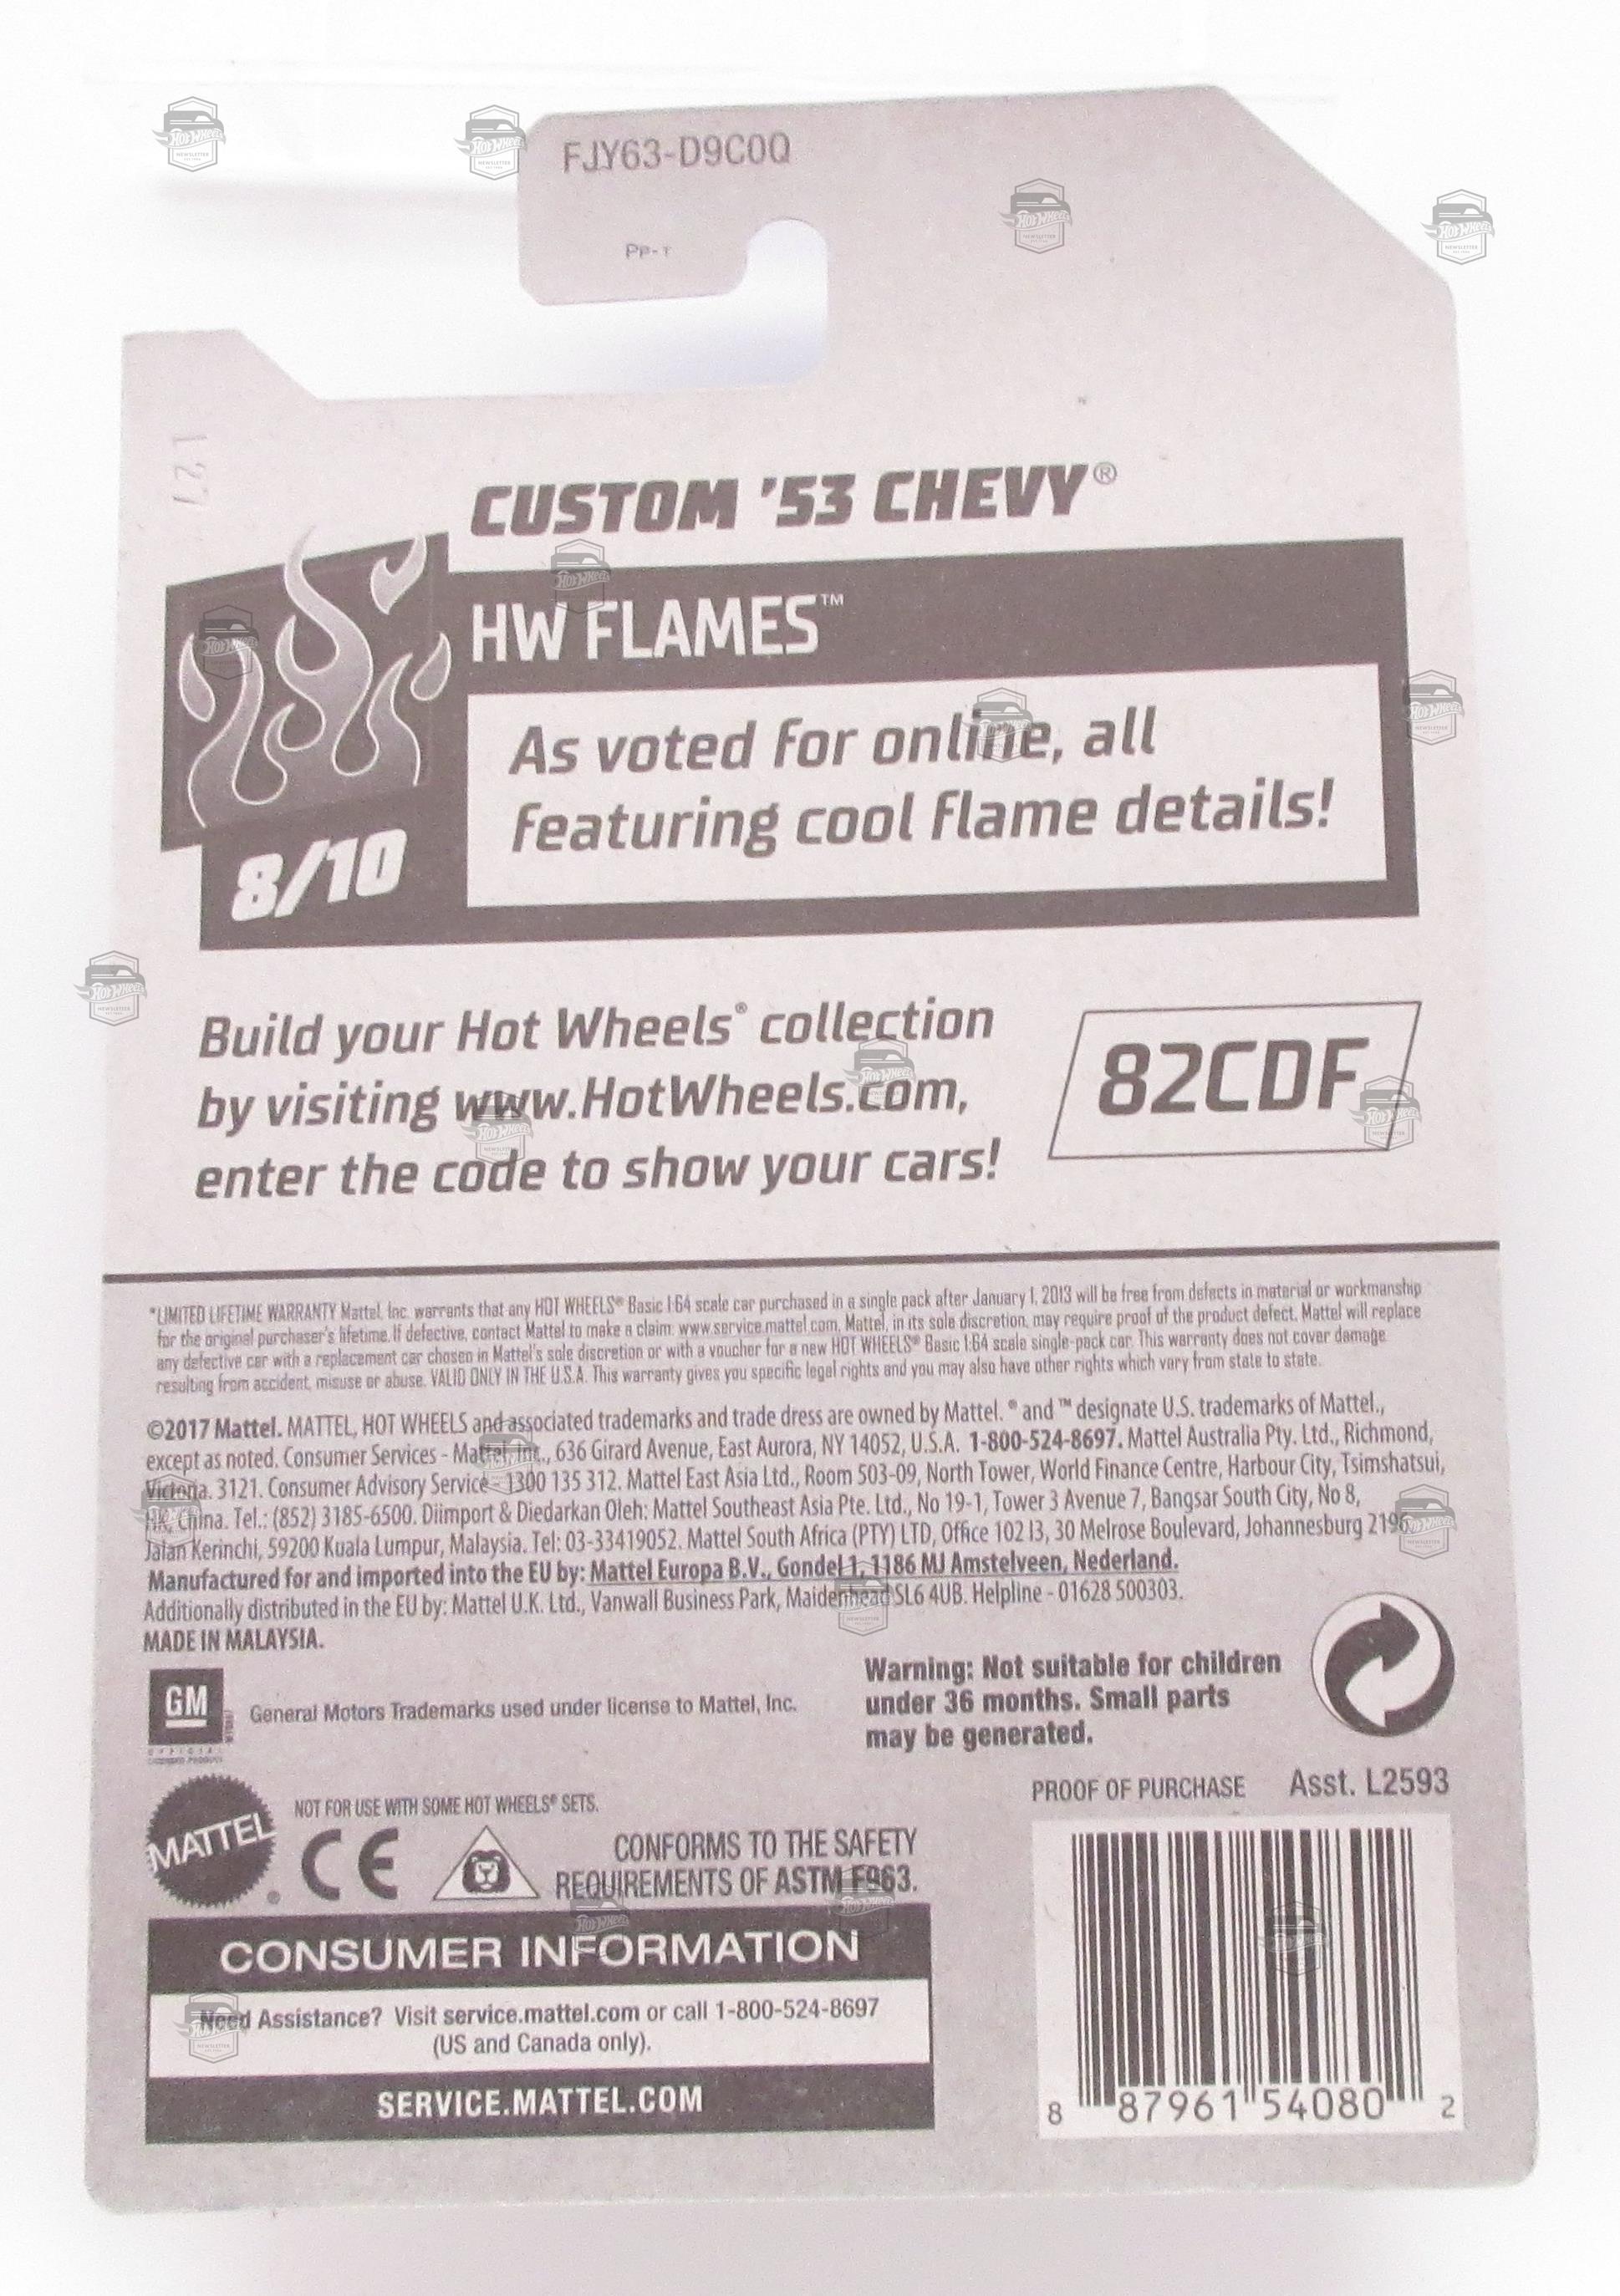 FJY63-D9C0Q
PP-T
127
CUSTOM '53 CHEVY®
HW FLAMES™
As voted for online, all
featuring cool flame details!
8/10
Build your Hot Wheels® collection
by visiting www.HotWheels.com,
enter the code to show your cars!
82CDF
*LIMITED LIFETIME WARRANTY Mattel, Inc. warrants that any HOT WHEELS® Basic 1:64 scale car purchased in a single pack after January 1, 2013 will be free from defects in material or workmanship
for the original purchaser's lifetime. If defective, contact Mattel to make a claim: www.service.mattel.com. Mattel, in its sole discretion, may require proof of the product defect. Mattel will replace
any defective car with a replacement car chosen in Mattel's sole discretion or with a voucher for a new HOT WHEELS® Basic 1:64 scale single-pack car. This warranty does not cover damage
resulting from accident, misuse or abuse. VALID ONLY IN THE U.S.A. This warranty gives you specific legal rights and you may also have other rights which vary from state to state.
©2017 Mattel. MATTEL, HOT WHEELS and associated trademarks and trade dress are owned by Mattel. ® and ™ designate U.S. trademarks of Mattel.,
except as noted. Consumer Services - Mattel, Inc., 636 Girard Avenue, East Aurora, NY 14052, U.S.A. 1-800-524-8697. Mattel Australia Pty. Ltd., Richmond,
Victoria. 3121. Consumer Advisory Service - 1300 135 312. Mattel East Asia Ltd., Room 503-09, North Tower, World Finance Centre, Harbour City, Tsimshatsui,
HK, China. Tel.: (852) 3185-6500. Diimport & Diedarkan Oleh: Mattel Southeast Asia Pte. Ltd., No 19-1, Tower 3 Avenue 7, Bangsar South City, No 8,
Jalan Kerinchi, 59200 Kuala Lumpur, Malaysia. Tel: 03-33419052. Mattel South Africa (PTY) LTD, Office 102 I3, 30 Melrose Boulevard, Johannesburg 2196.
Manufactured for and imported into the EU by: Mattel Europa B.V., Gondel 1, 1186 MJ Amstelveen, Nederland.
Additionally distributed in the EU by: Mattel U.K. Ltd., Vanwall Business Park, Maidenhead SL6 4UB. Helpline - 01628 500303.
MADE IN MALAYSIA.
GM
OFFICIAL
LICENSED PRODUCT
General Motors Trademarks used under license to Mattel, Inc.
Warning: Not suitable for children
under 36 months. Small parts
may be generated.
PROOF OF PURCHASE Asst. L2593
MATTEL®
NOT FOR USE WITH SOME HOT WHEELS® SETS.
CE
CONFORMS TO THE SAFETY
REQUIREMENTS OF ASTM F963.
CONSUMER INFORMATION
Need Assistance? Visit service.mattel.com or call 1-800-524-8697
(US and Canada only).
SERVICE.MATTEL.COM
8 87961 54080 2